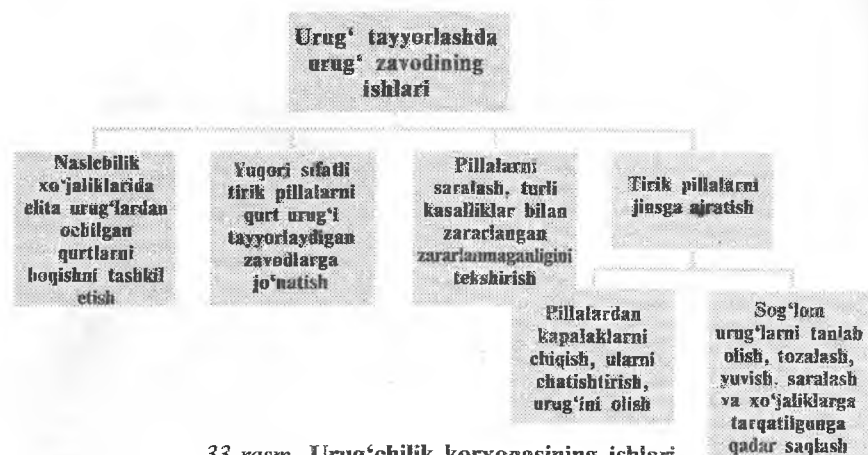 Urug‘ tayyorlashda
urug‘ zavodining
ishlari
Naslchilik
xo‘jaliklarida
elita urug‘lardan
ochilgan
qurtlarni
boqishni tashkil
etish
Yuqori sifatli
tirik pillalarni
qurt urug‘i
tayyorlaydigan
zavodlarga
jo‘natish
Pillalarni
saralash, turli
kasalliklar bilan
zararlangan
zararlanmaganligini
tekshirish
Tirik pillalarni
jinsga ajratish
Pillalardan
kapalaklarni
chiqish, ularni
chatishtirish,
urug‘ini olish
Sog‘lom
urug‘larni tanlab
olish, tozalash,
yuvish, saralash
va xo‘jaliklarga
tarqatilgunga
qadar saqlash
33-rasm. Urug‘chilik korxonasining ishlari